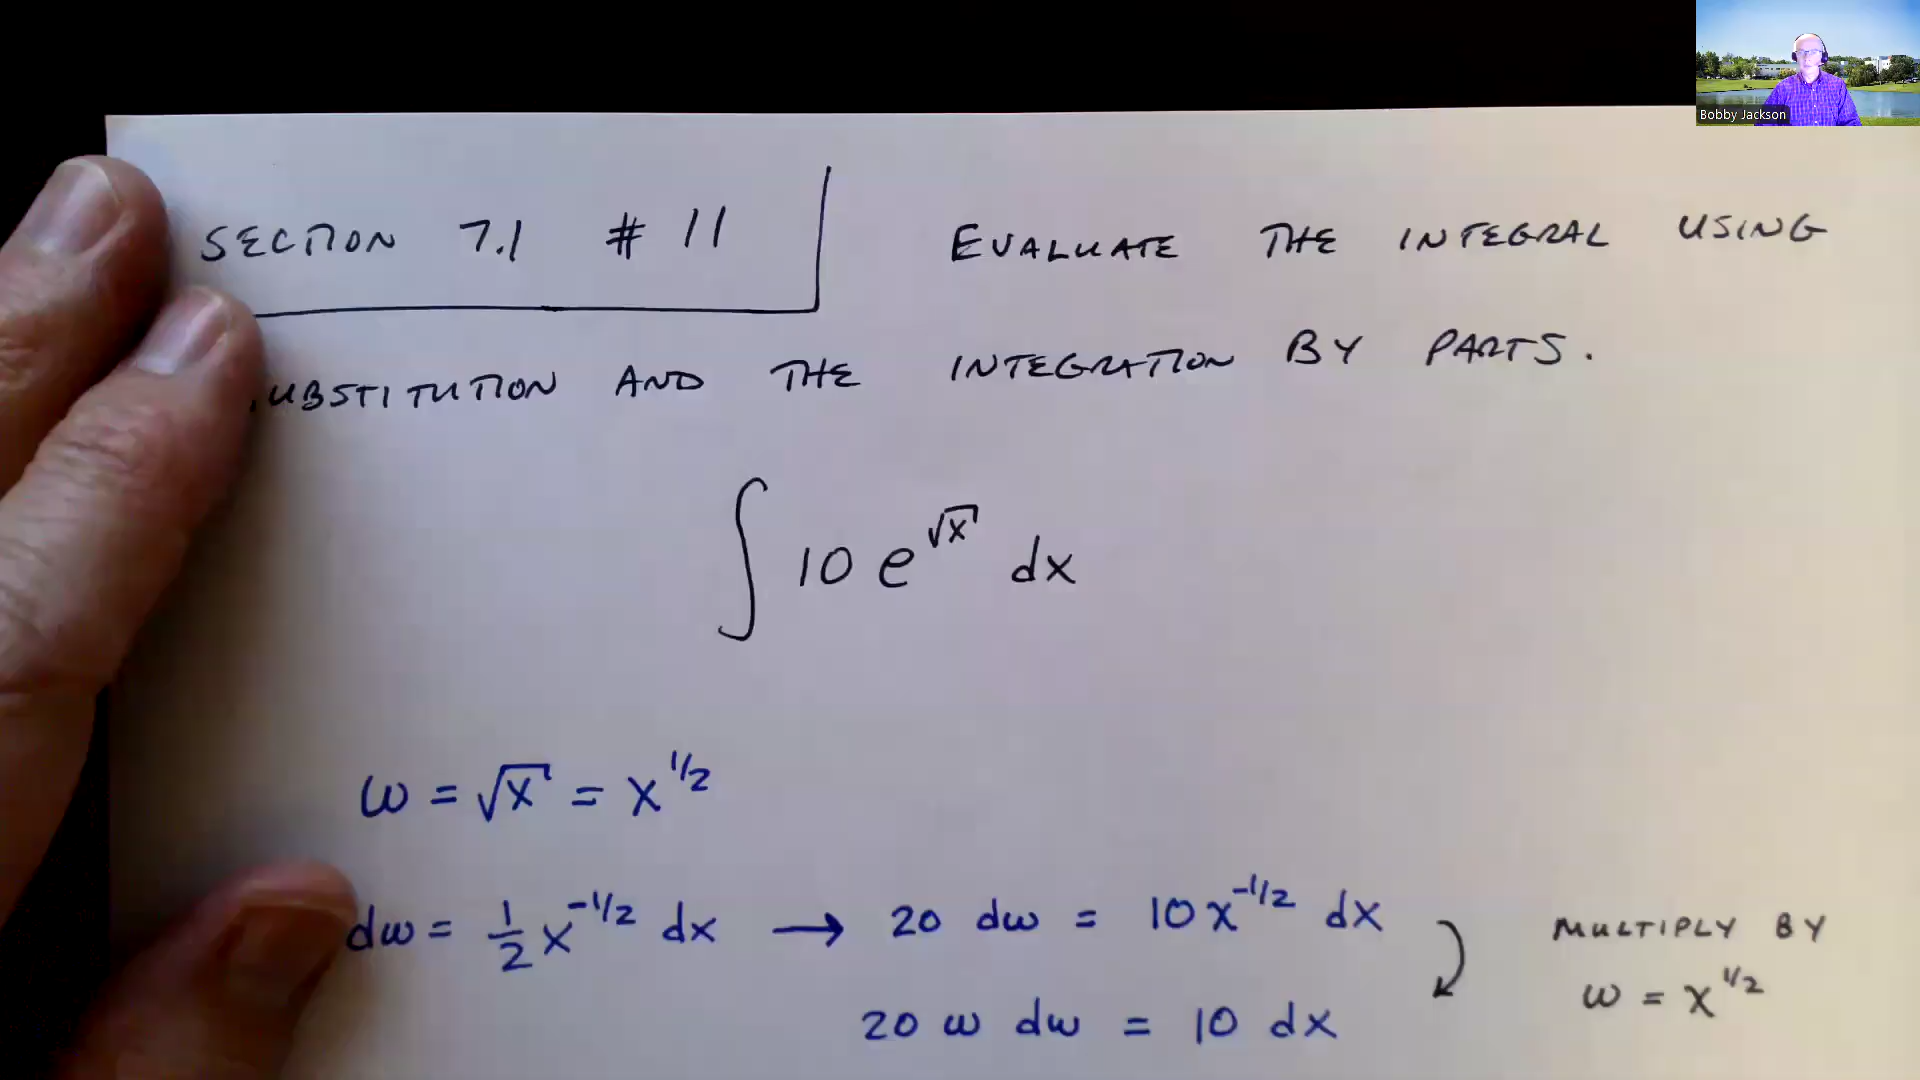 Bobby Jackson
SECTION 7.1 # 11
EVALUATE THE INTEGRAL USING
UBSTITUTION AND THE INTEGRATION BY PARTS.
∫ 10 e^√x dx
w = √x = x^1/2
dw = 1/2 x^-1/2 dx → 20 dw = 10x^-1/2 dx
MULTIPLY BY
w = x^1/2
20 w dw = 10 dx